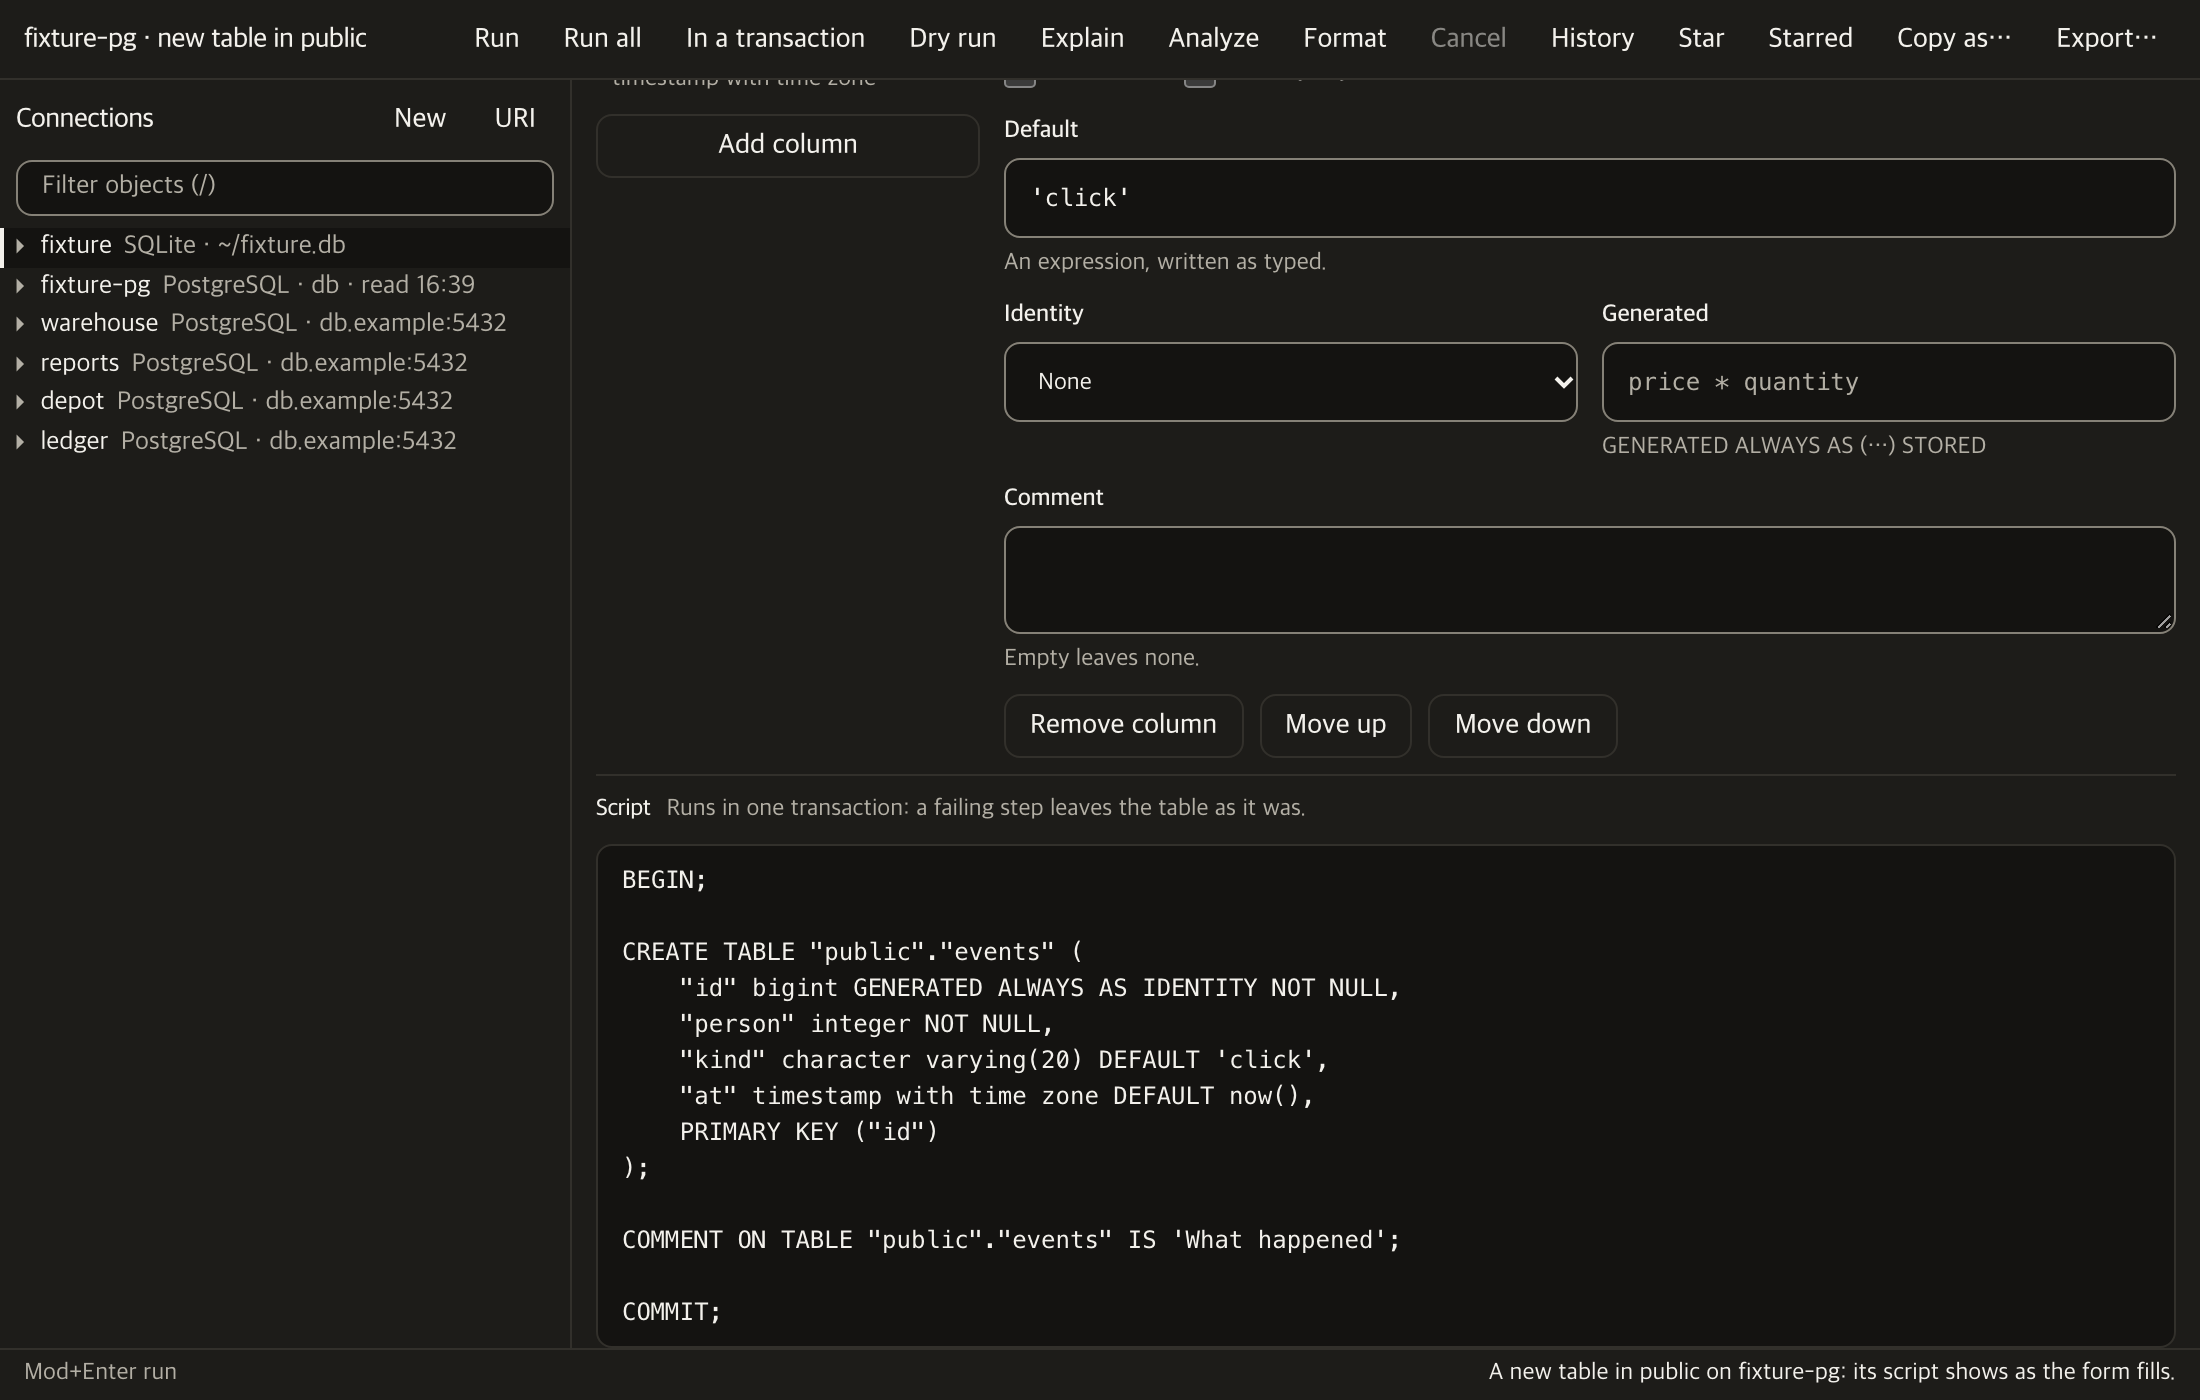 fixture-pg · new table in public
Run
Run all
In a transaction
Dry run
Explain
Analyze
Format
Cancel
History
Star
Starred
Copy as…
Export…
Connections
New
URI
Filter objects (/)
fixture SQLite · ~/fixture.db
fixture-pg PostgreSQL · db · read 16:39
warehouse PostgreSQL · db.example:5432
reports PostgreSQL · db.example:5432
depot PostgreSQL · db.example:5432
ledger PostgreSQL · db.example:5432
timestamp with time zone
Add column
Default
'click'
An expression, written as typed.
Identity
Generated
None
price * quantity
GENERATED ALWAYS AS (…) STORED
Comment
Empty leaves none.
Remove column
Move up
Move down
Script Runs in one transaction: a failing step leaves the table as it was.
BEGIN;
CREATE TABLE "public"."events" (
"id" bigint GENERATED ALWAYS AS IDENTITY NOT NULL,
"person" integer NOT NULL,
"kind" character varying(20) DEFAULT 'click',
"at" timestamp with time zone DEFAULT now(),
PRIMARY KEY ("id")
);
COMMENT ON TABLE "public"."events" IS 'What happened';
COMMIT;
Mod+Enter run
A new table in public on fixture-pg: its script shows as the form fills.